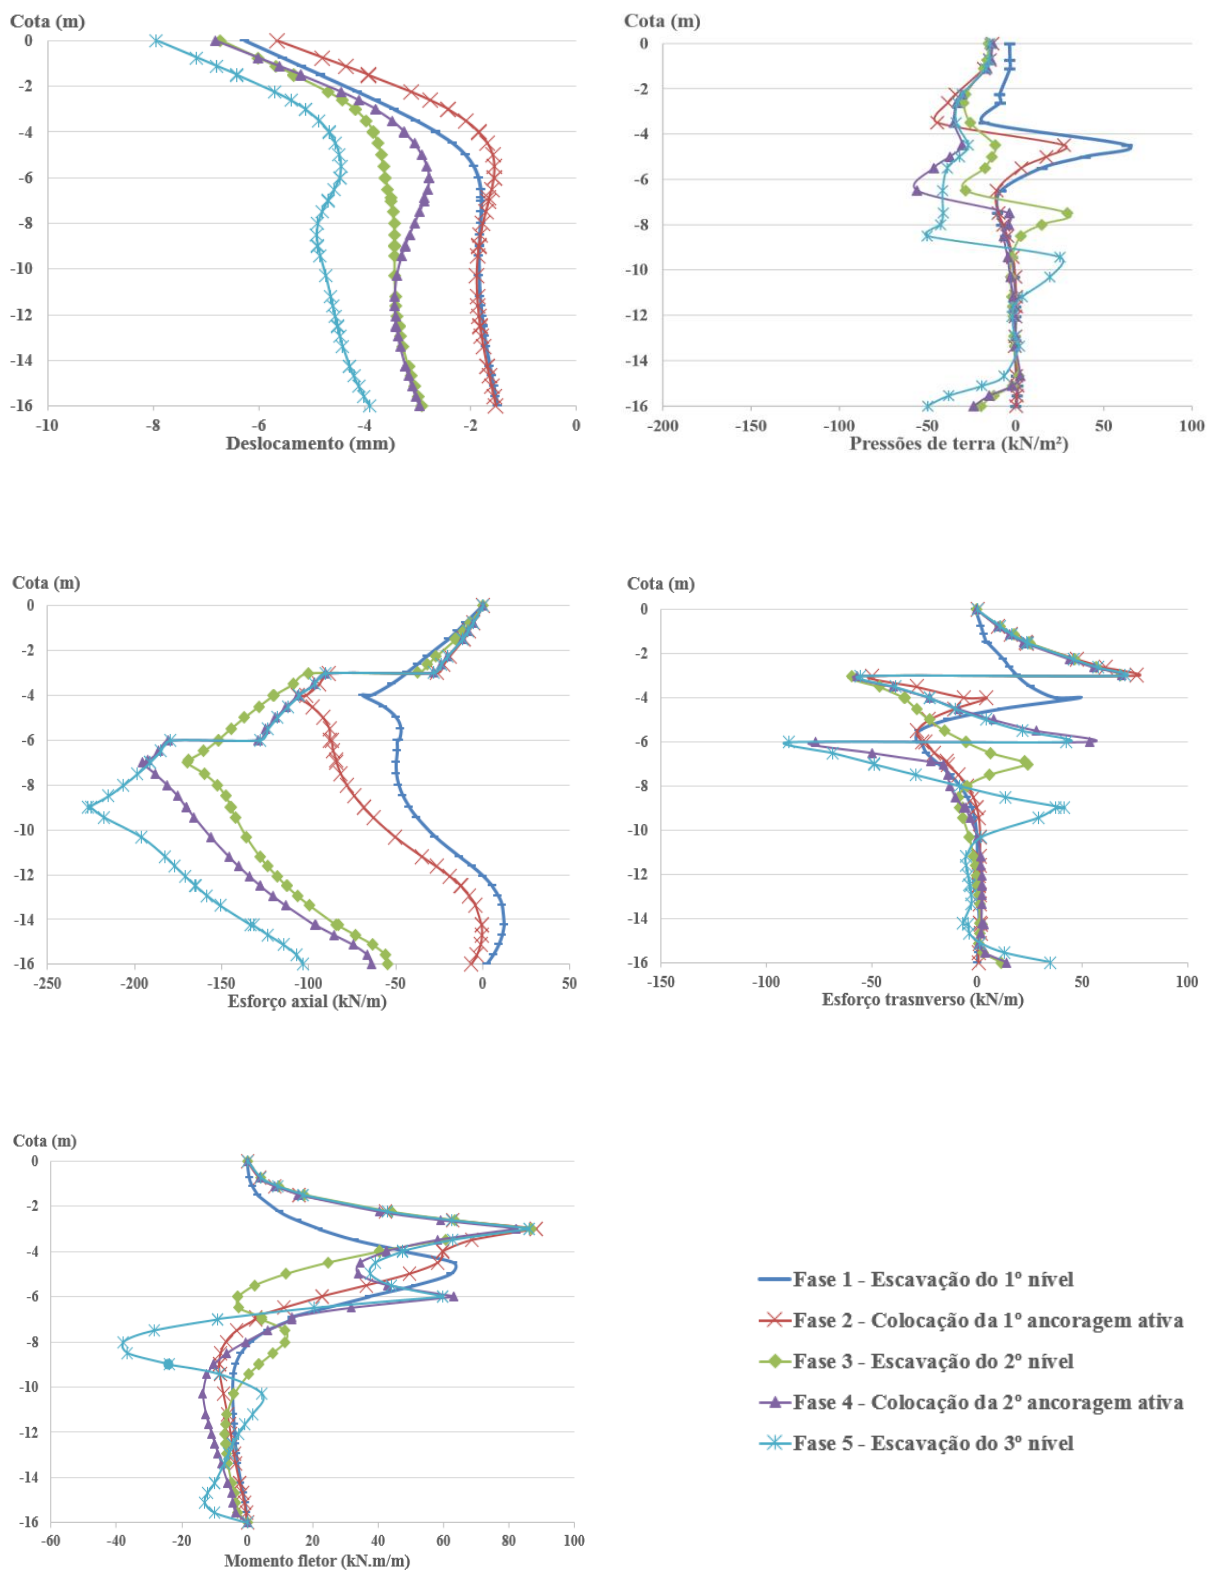 Cota (m)
0
-2
-4
-6
-8
-10
-12
-14
-16
-10 -8 -6 -4 -2 0
Deslocamento (mm)
Cota (m)
0
-2
-4
-6
-8
-10
-12
-14
-16
-200 -150 -100 -50 0 50 100
Pressões de terra (kN/m²)
Cota (m)
0
-2
-4
-6
-8
-10
-12
-14
-16
-250 -200 -150 -100 -50 0 50
Esforço axial (kN/m)
Cota (m)
0
-2
-4
-6
-8
-10
-12
-14
-16
-150 -100 -50 0 50 100
Esforço trasnverso (kN/m)
Cota (m)
0
-2
-4
-6
-8
-10
-12
-14
-16
-60 -40 -20 0 20 40 60 80 100
Momento fletor (kN.m/m)
Fase 1 - Escavação do 1º nível
Fase 2 - Colocação da 1º ancoragem ativa
Fase 3 - Escavação do 2º nível
Fase 4 - Colocação da 2º ancoragem ativa
Fase 5 - Escavação do 3º nível